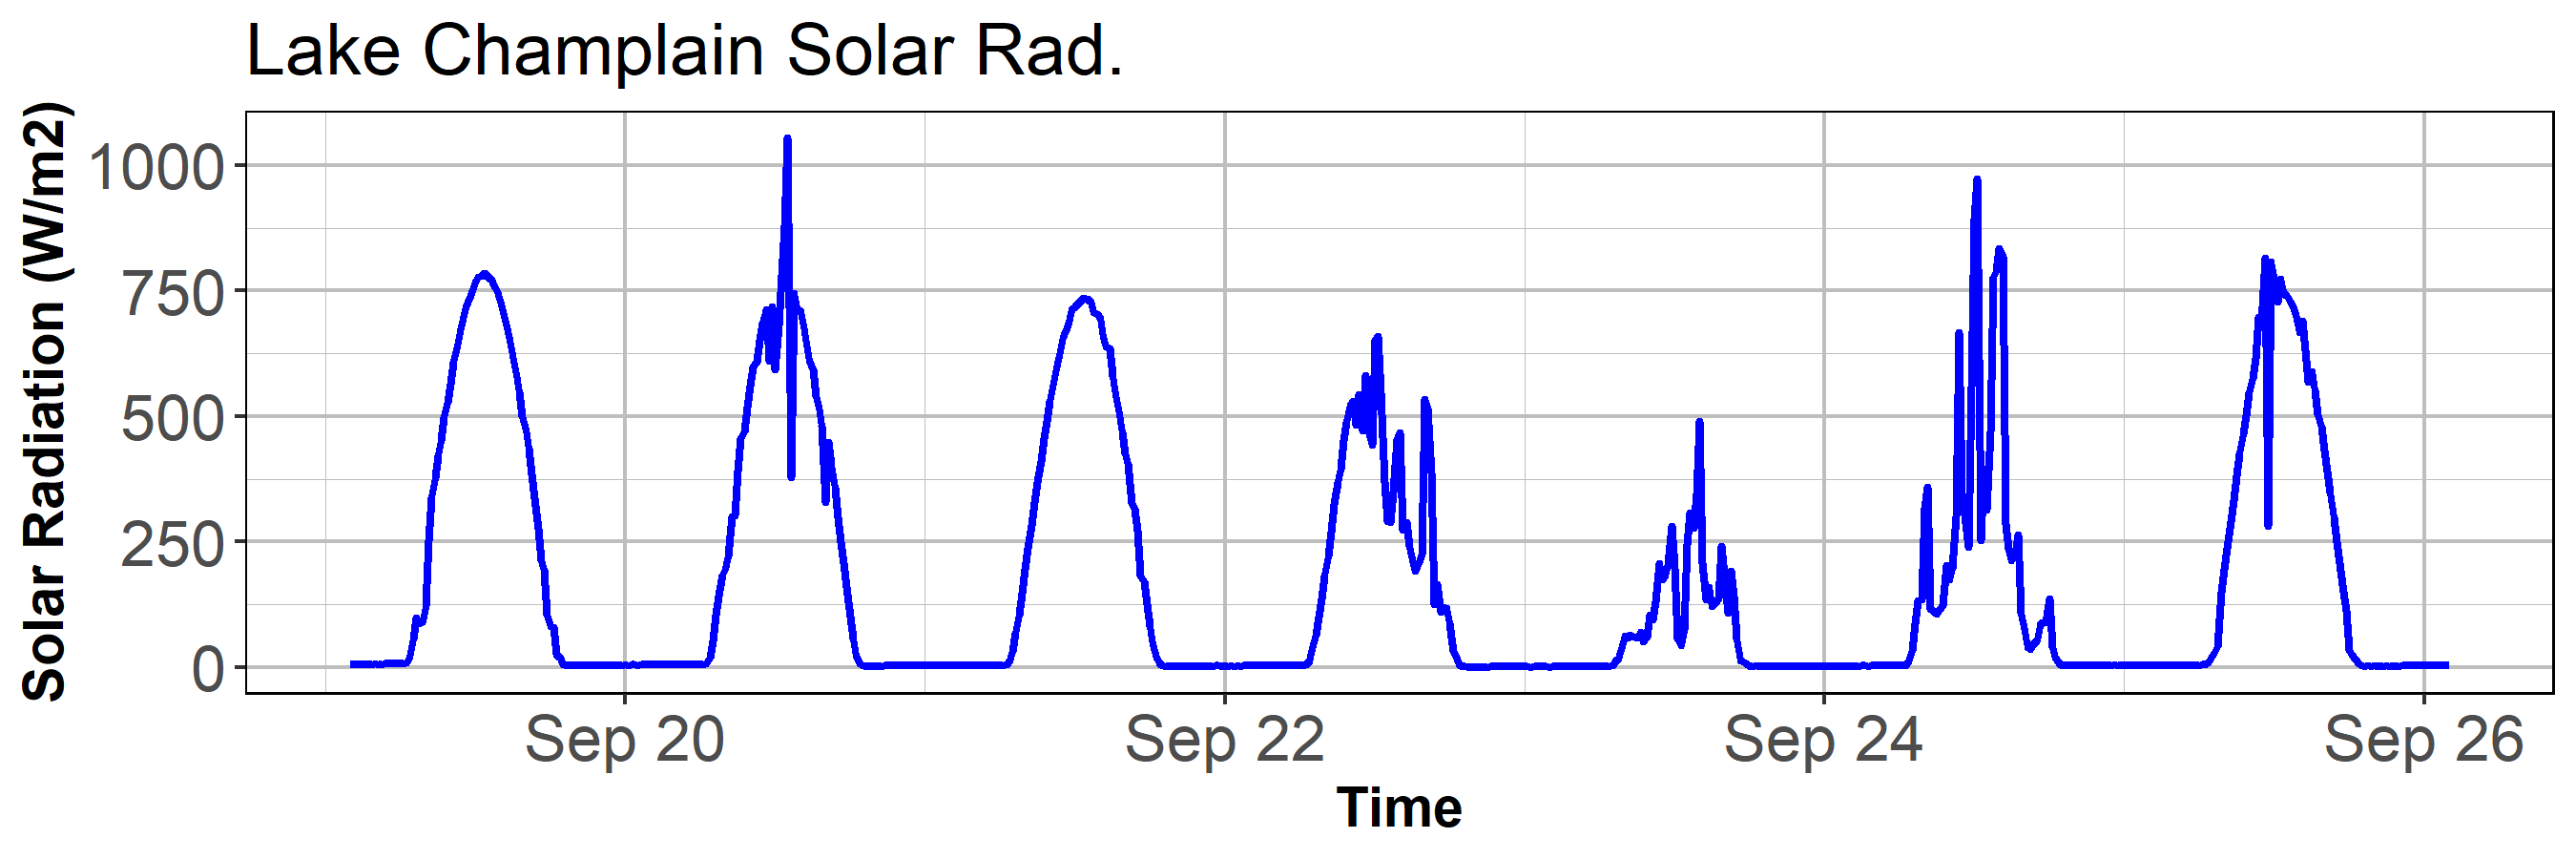 Lake Champlain Solar Rad.
Solar Radiation (W/m2)
1000
750
500
250
0
Sep 20 Sep 22 Sep 24 Sep 26
Time